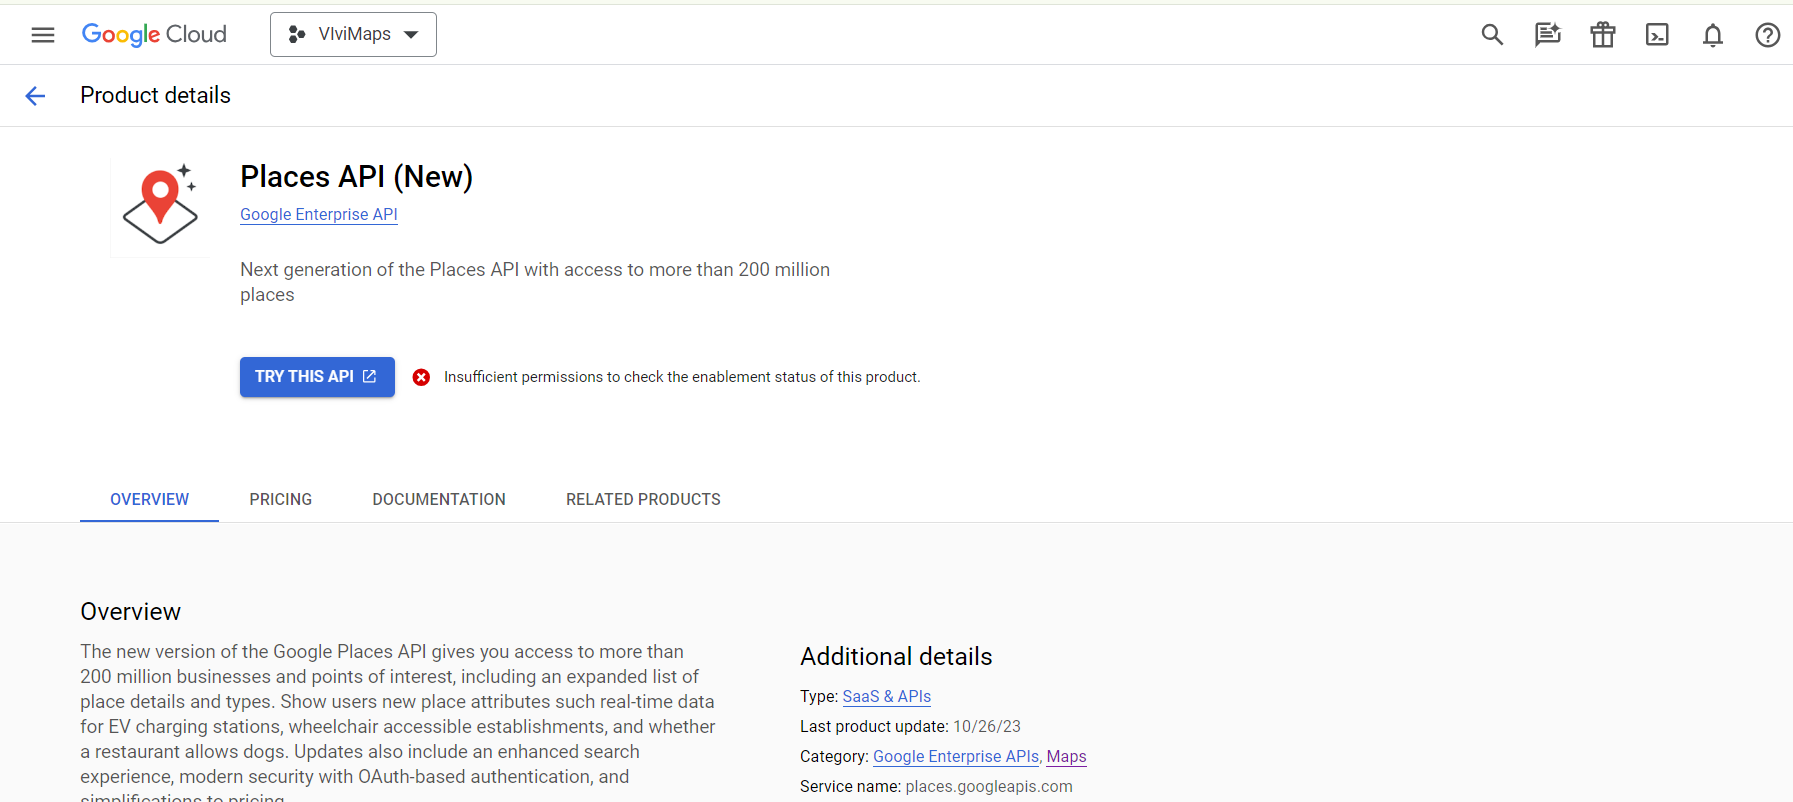 Google Cloud
VIviMaps
Product details
Places API (New)
Google Enterprise API
Next generation of the Places API with access to more than 200 million
places
TRY THIS API
Insufficient permissions to check the enablement status of this product.
OVERVIEW PRICING DOCUMENTATION RELATED PRODUCTS
Overview
The new version of the Google Places API gives you access to more than
200 million businesses and points of interest, including an expanded list of
place details and types. Show users new place attributes such real-time data
for EV charging stations, wheelchair accessible establishments, and whether
a restaurant allows dogs. Updates also include an enhanced search
experience, modern security with OAuth-based authentication, and
simplifications to pricing.
Additional details
Type: SaaS & APIs
Last product update: 10/26/23
Category: Google Enterprise APIs, Maps
Service name: places.googleapis.com